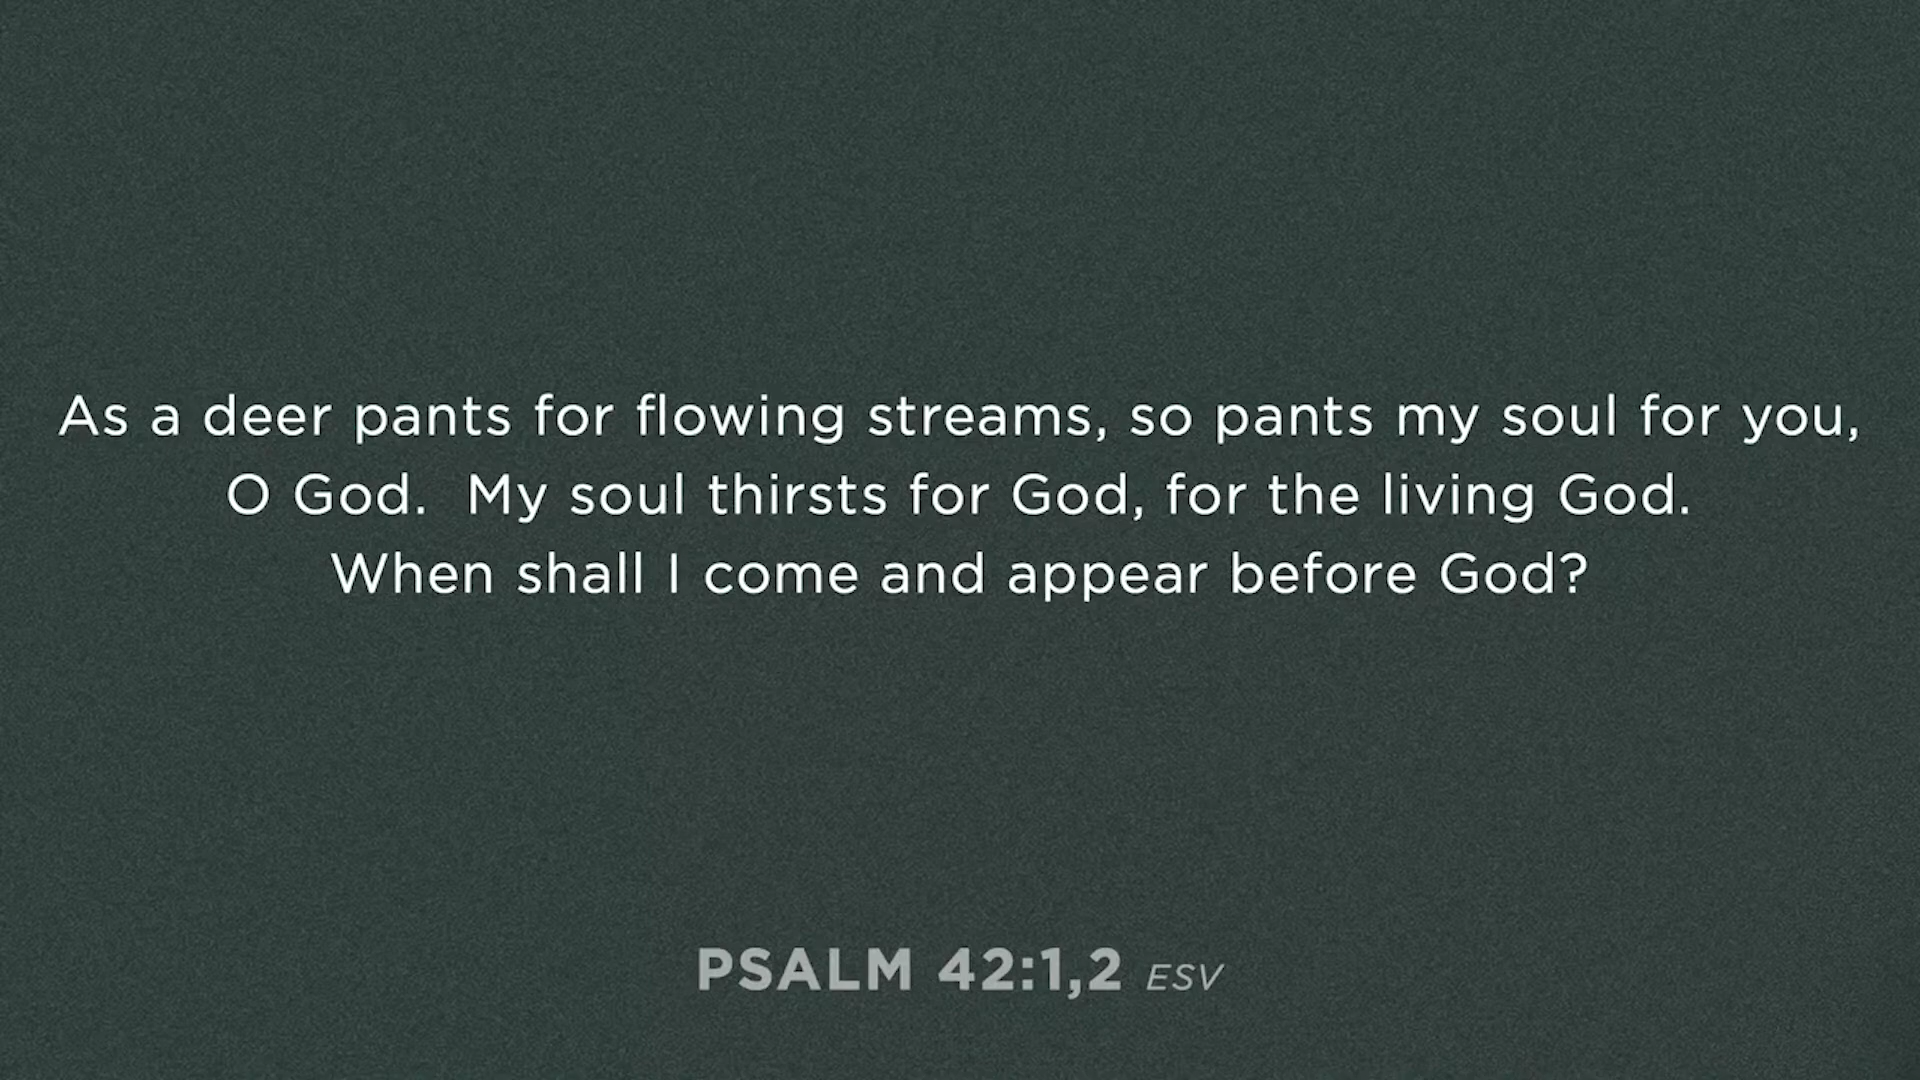 As a deer pants for flowing streams, so pants my soul for you,
O God.  My soul thirsts for God, for the living God.
When shall I come and appear before God?
PSALM 42:1,2 ESV